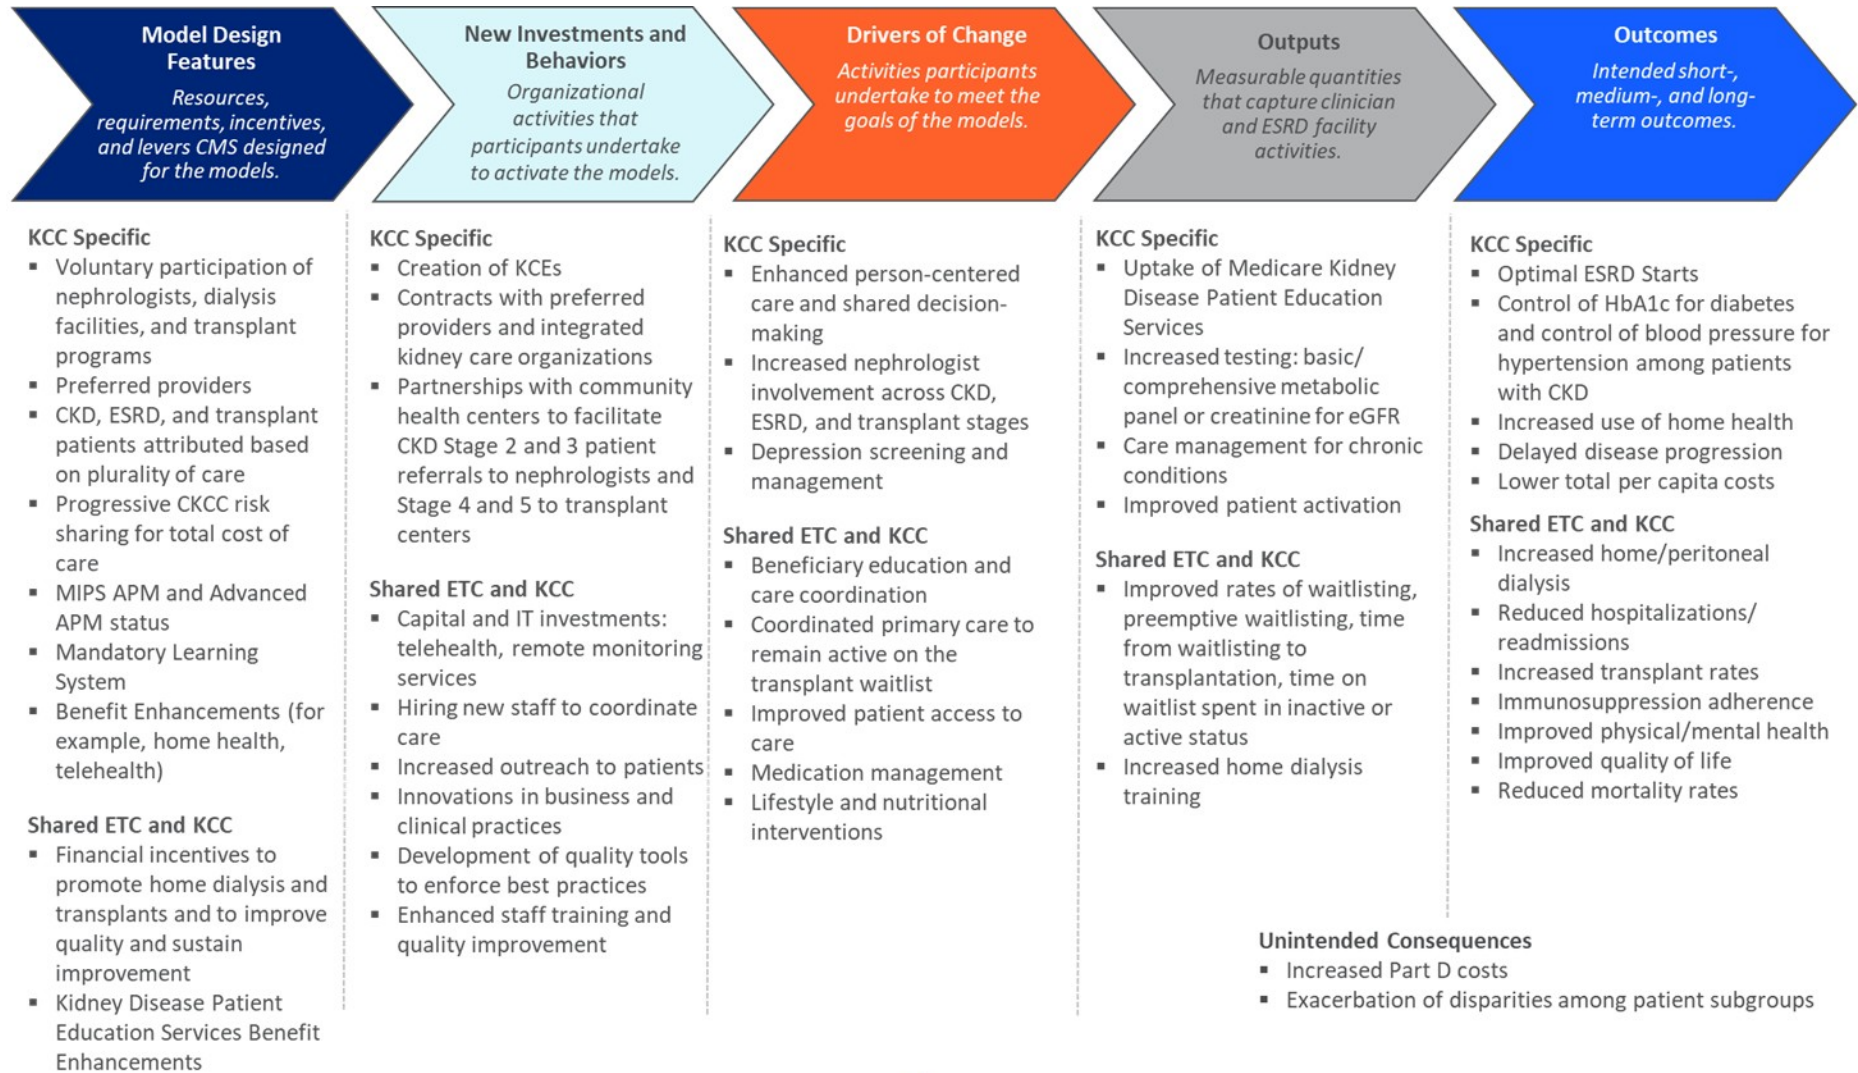 Model Design
Features
Resources,
requirements, incentives,
and levers CMS designed
for the models.
New Investments and
Behaviors
Organizational
activities that
participants undertake
to activate the models.
Drivers of Change
Activities participants
undertake to meet the
goals of the models.
Outputs
Measurable quantities
that capture clinician
and ESRD facility
activities.
Outcomes
Intended short-,
medium-, and long-
term outcomes.
KCC Specific
▪ Voluntary participation of
nephrologists, dialysis
facilities, and transplant
programs
▪ Preferred providers
▪ CKD, ESRD, and transplant
patients attributed based
on plurality of care
▪ Progressive CKCC risk
sharing for total cost of
care
▪ MIPS APM and Advanced
APM status
▪ Mandatory Learning
System
▪ Benefit Enhancements (for
example, home health,
telehealth)
Shared ETC and KCC
▪ Financial incentives to
promote home dialysis and
transplants and to improve
quality and sustain
improvement
▪ Kidney Disease Patient
Education Services Benefit
Enhancements
KCC Specific
▪ Creation of KCEs
▪ Contracts with preferred
providers and integrated
kidney care organizations
▪ Partnerships with community
health centers to facilitate
CKD Stage 2 and 3 patient
referrals to nephrologists and
Stage 4 and 5 to transplant
centers
Shared ETC and KCC
▪ Capital and IT investments:
telehealth, remote monitoring
services
▪ Hiring new staff to coordinate
care
▪ Increased outreach to patients
▪ Innovations in business and
clinical practices
▪ Development of quality tools
to enforce best practices
▪ Enhanced staff training and
quality improvement
KCC Specific
▪ Enhanced person-centered
care and shared decision-
making
▪ Increased nephrologist
involvement across CKD,
ESRD, and transplant stages
▪ Depression screening and
management
Shared ETC and KCC
▪ Beneficiary education and
care coordination
▪ Coordinated primary care to
remain active on the
transplant waitlist
▪ Improved patient access to
care
▪ Medication management
▪ Lifestyle and nutritional
interventions
KCC Specific
▪ Uptake of Medicare Kidney
Disease Patient Education
Services
▪ Increased testing: basic/
comprehensive metabolic
panel or creatinine for eGFR
▪ Care management for chronic
conditions
▪ Improved patient activation
Shared ETC and KCC
▪ Improved rates of waitlisting,
preemptive waitlisting, time
from waitlisting to
transplantation, time on
waitlist spent in inactive or
active status
▪ Increased home dialysis
training
KCC Specific
▪ Optimal ESRD Starts
▪ Control of HbA1c for diabetes
and control of blood pressure for
hypertension among patients
with CKD
▪ Increased use of home health
▪ Delayed disease progression
▪ Lower total per capita costs
Shared ETC and KCC
▪ Increased home/peritoneal
dialysis
▪ Reduced hospitalizations/
readmissions
▪ Increased transplant rates
▪ Immunosuppression adherence
▪ Improved physical/mental health
▪ Improved quality of life
▪ Reduced mortality rates
Unintended Consequences
▪ Increased Part D costs
▪ Exacerbation of disparities among patient subgroups